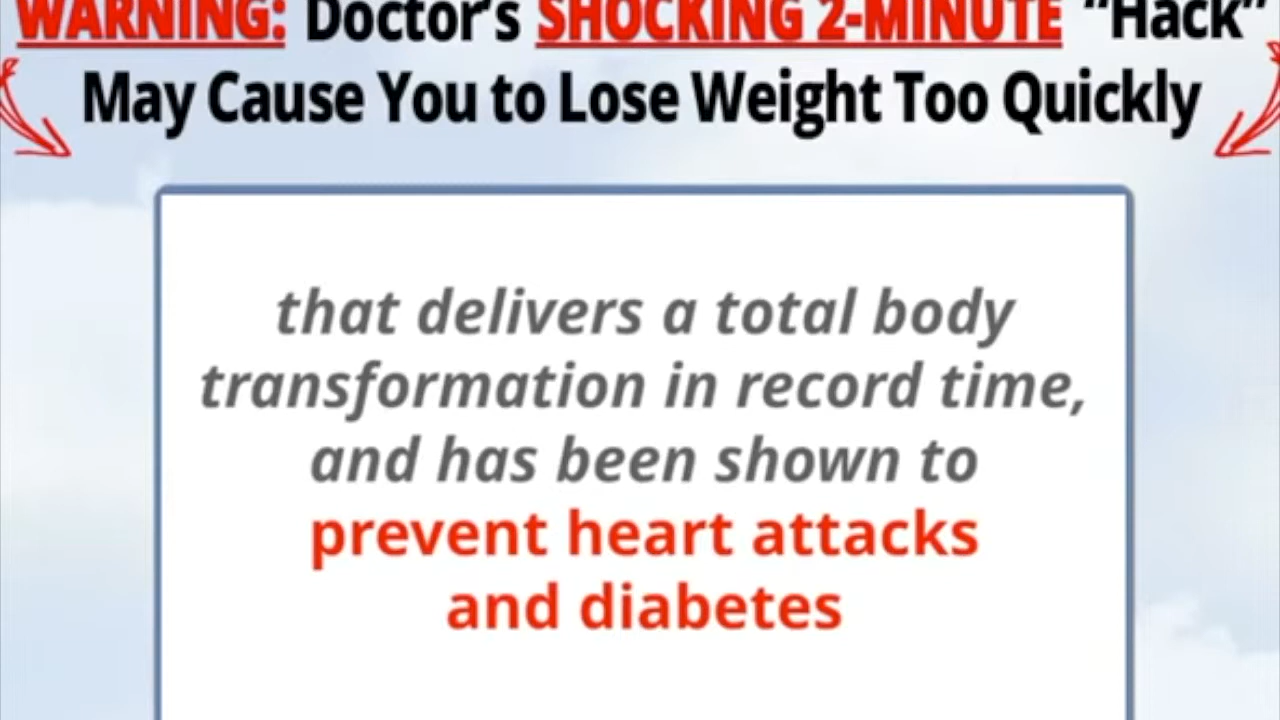 WARNING: Doctor's SHOCKING 2-MINUTE "Hack"
May Cause You to Lose Weight Too Quickly
that delivers a total body
transformation in record time,
and has been shown to
prevent heart attacks
and diabetes